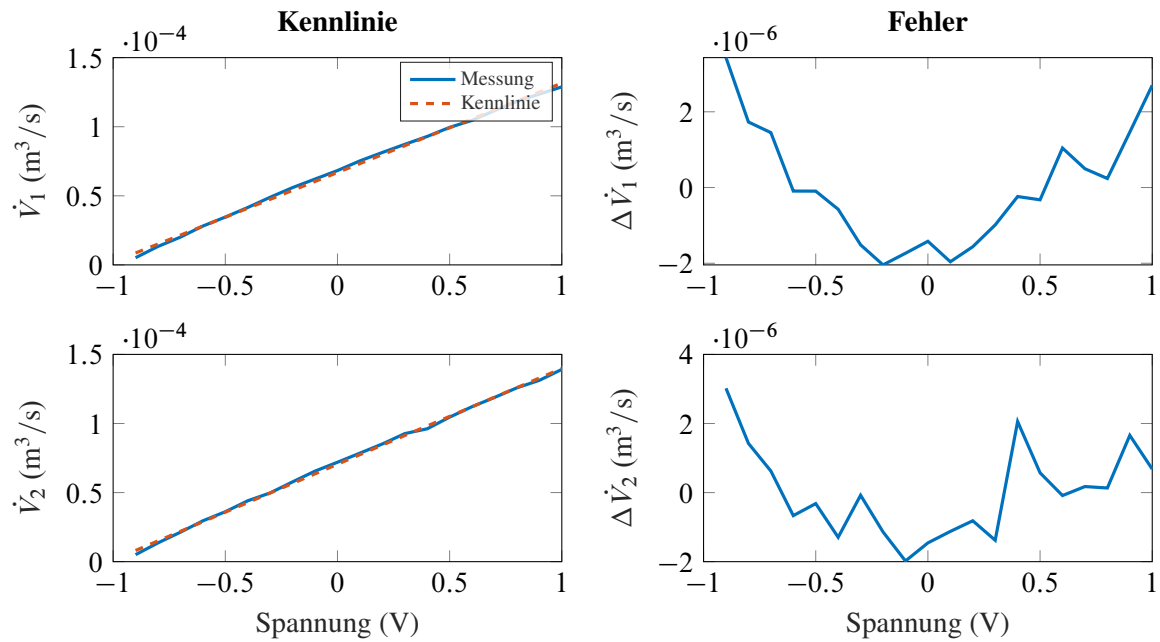 Kennlinie
·10⁻⁴
1.5
1
0.5
0
V̇₁ (m³/s)
−1 −0.5 0 0.5 1
Messung
Kennlinie
Fehler
·10⁻⁶
2
0
−2
ΔV̇₁ (m³/s)
−1 −0.5 0 0.5 1
·10⁻⁴
1.5
1
0.5
0
V̇₂ (m³/s)
−1 −0.5 0 0.5 1
Spannung (V)
·10⁻⁶
4
2
0
−2
ΔV̇₂ (m³/s)
−1 −0.5 0 0.5 1
Spannung (V)